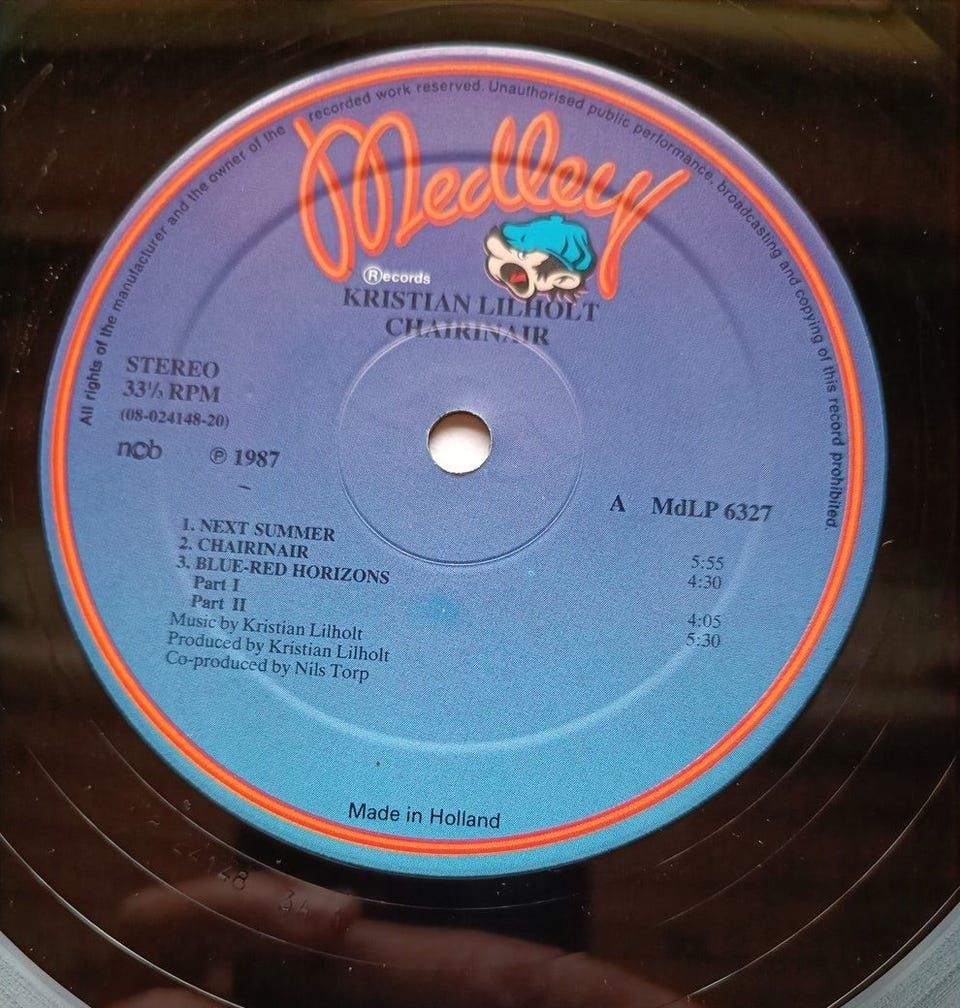 All rights of the manufacturer and the owner of the recorded work reserved. Unauthorised public performance, broadcasting and copying of this record prohibited.
Medley
Ⓡecords
KRISTIAN LILHOLT
CHAIRINAIR
STEREO
33⅓ RPM
(08-024148-20)
ncb
℗ 1987
A MdLP 6327
1. NEXT SUMMER 5:55
2. CHAIRINAIR 4:30
3. BLUE-RED HORIZONS
Part I 4:05
Part II 5:30
Music by Kristian Lilholt
Produced by Kristian Lilholt
Co-produced by Nils Torp
Made in Holland